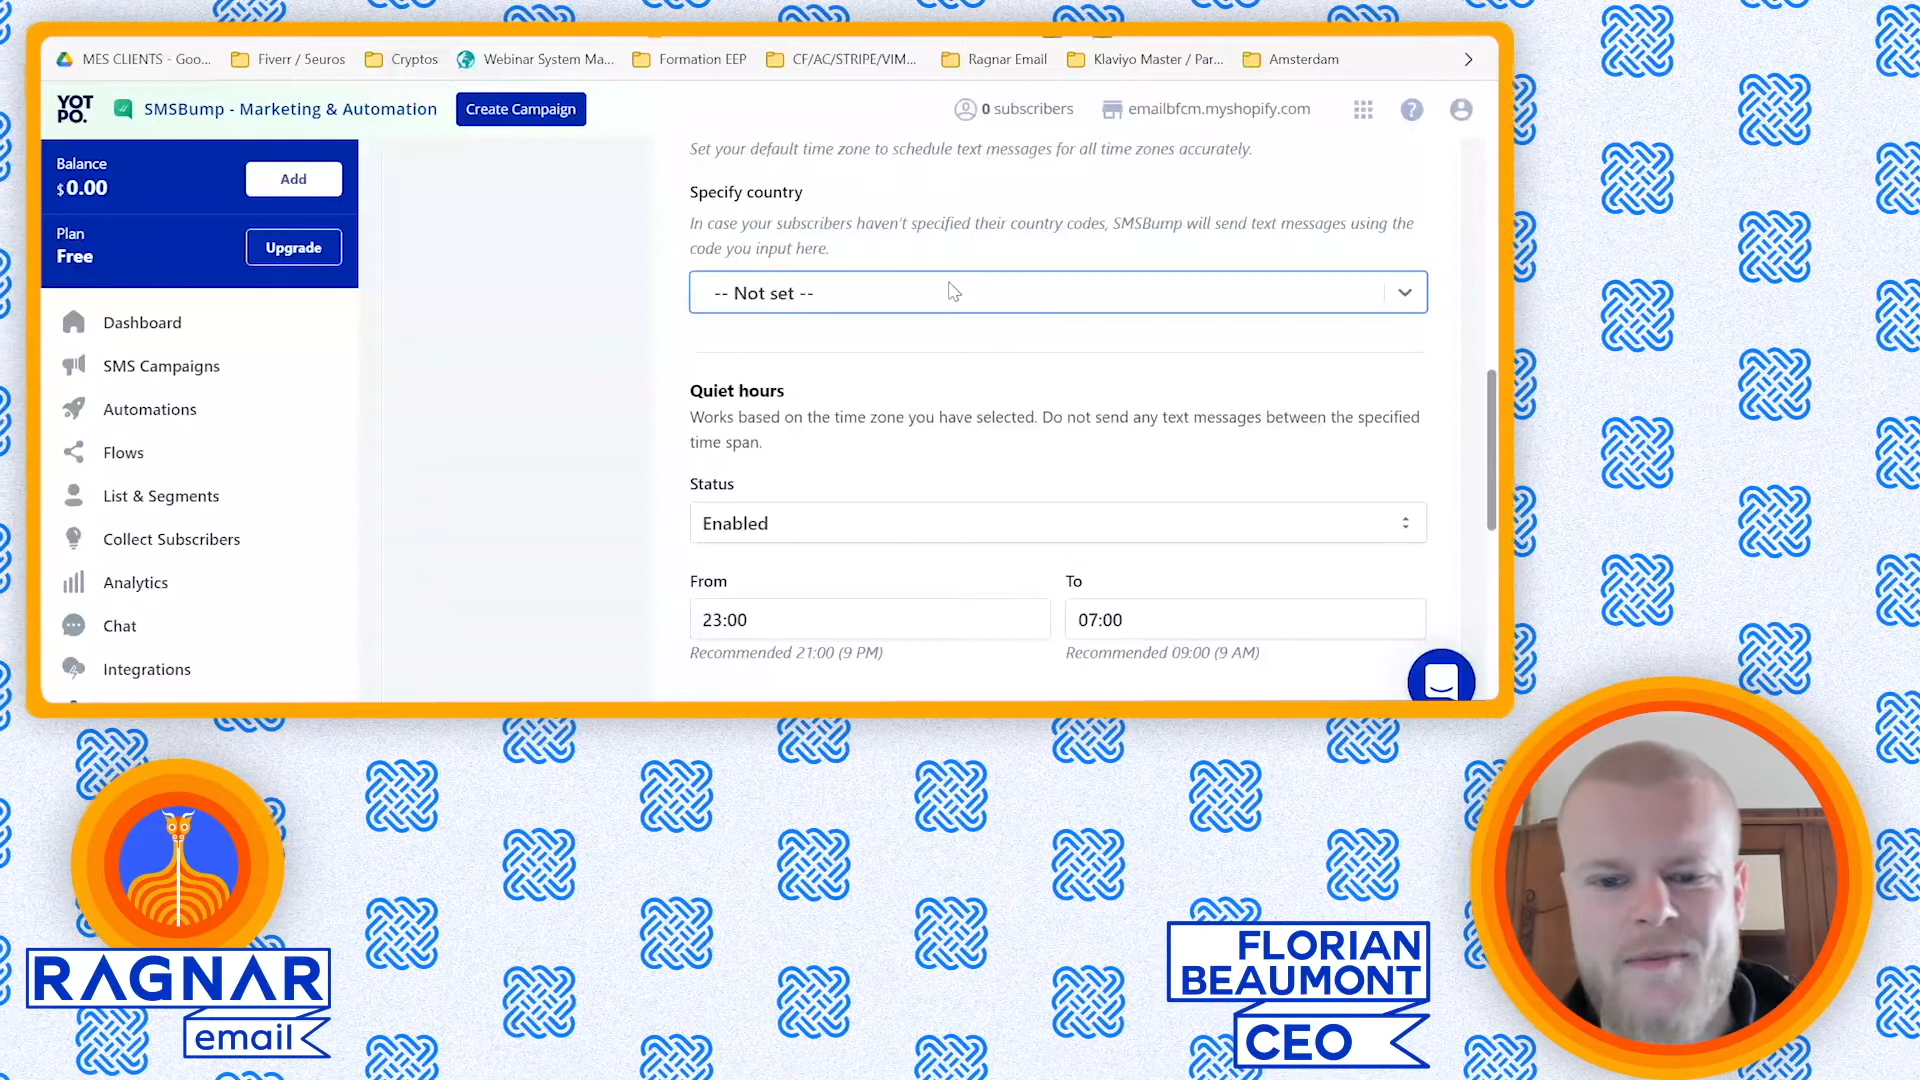 MES CLIENTS - Goo...
Fiverr / 5euros
Cryptos
Webinar System Ma...
Formation EEP
CF/AC/STRIPE/VIM...
Ragnar Email
Klaviyo Master / Par...
Amsterdam
YOTPO.
SMSBump - Marketing & Automation
Create Campaign
0 subscribers
emailbfcm.myshopify.com
?
Balance
$0.00
Add
Plan
Free
Upgrade
Dashboard
SMS Campaigns
Automations
Flows
List & Segments
Collect Subscribers
Analytics
Chat
Integrations
Set your default time zone to schedule text messages for all time zones accurately.
Specify country
In case your subscribers haven't specified their country codes, SMSBump will send text messages using the
code you input here.
-- Not set --
Quiet hours
Works based on the time zone you have selected. Do not send any text messages between the specified
time span.
Status
Enabled
From
To
23:00
07:00
Recommended 21:00 (9 PM)
Recommended 09:00 (9 AM)
RAGNAR
email
FLORIAN
BEAUMONT
CEO